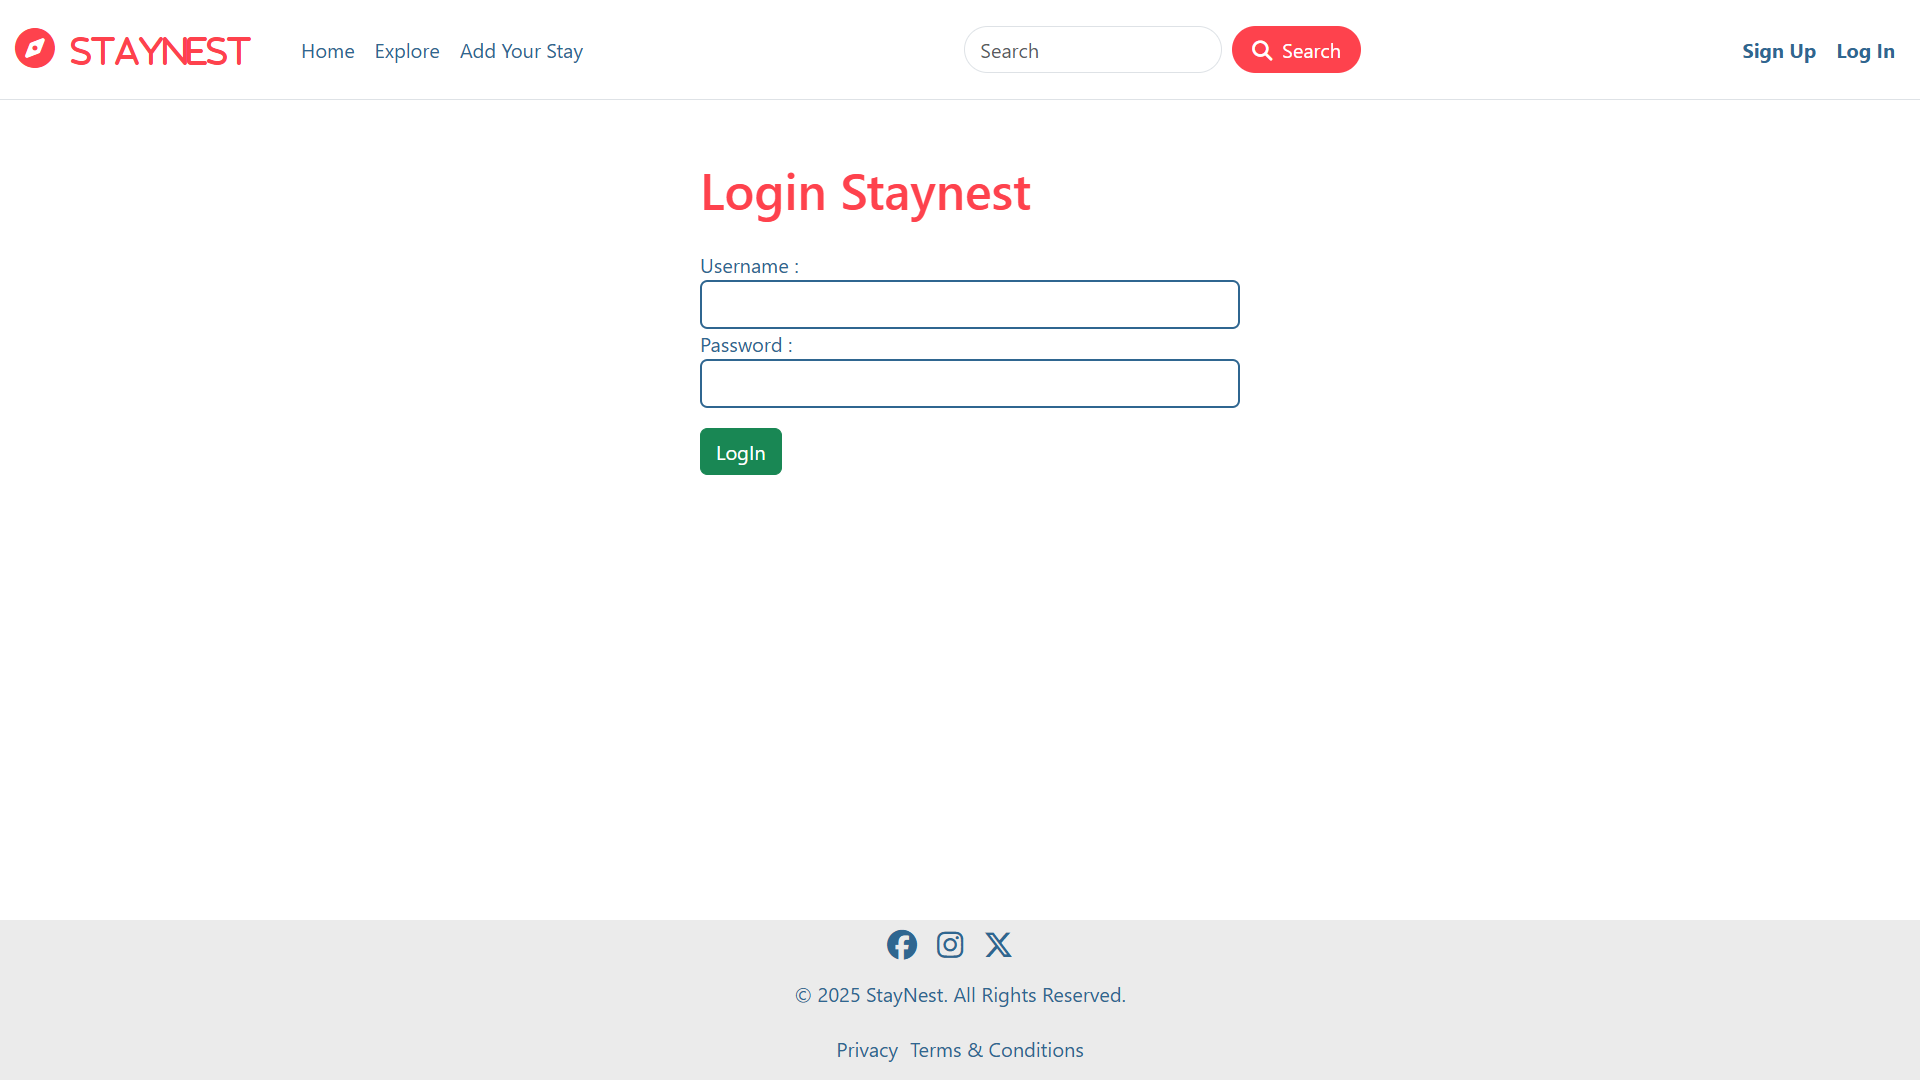 STAYNEST Home Explore Add Your Stay Search Search Sign Up Log In
Login Staynest
Username :
Password :
LogIn
© 2025 StayNest. All Rights Reserved.
Privacy Terms & Conditions